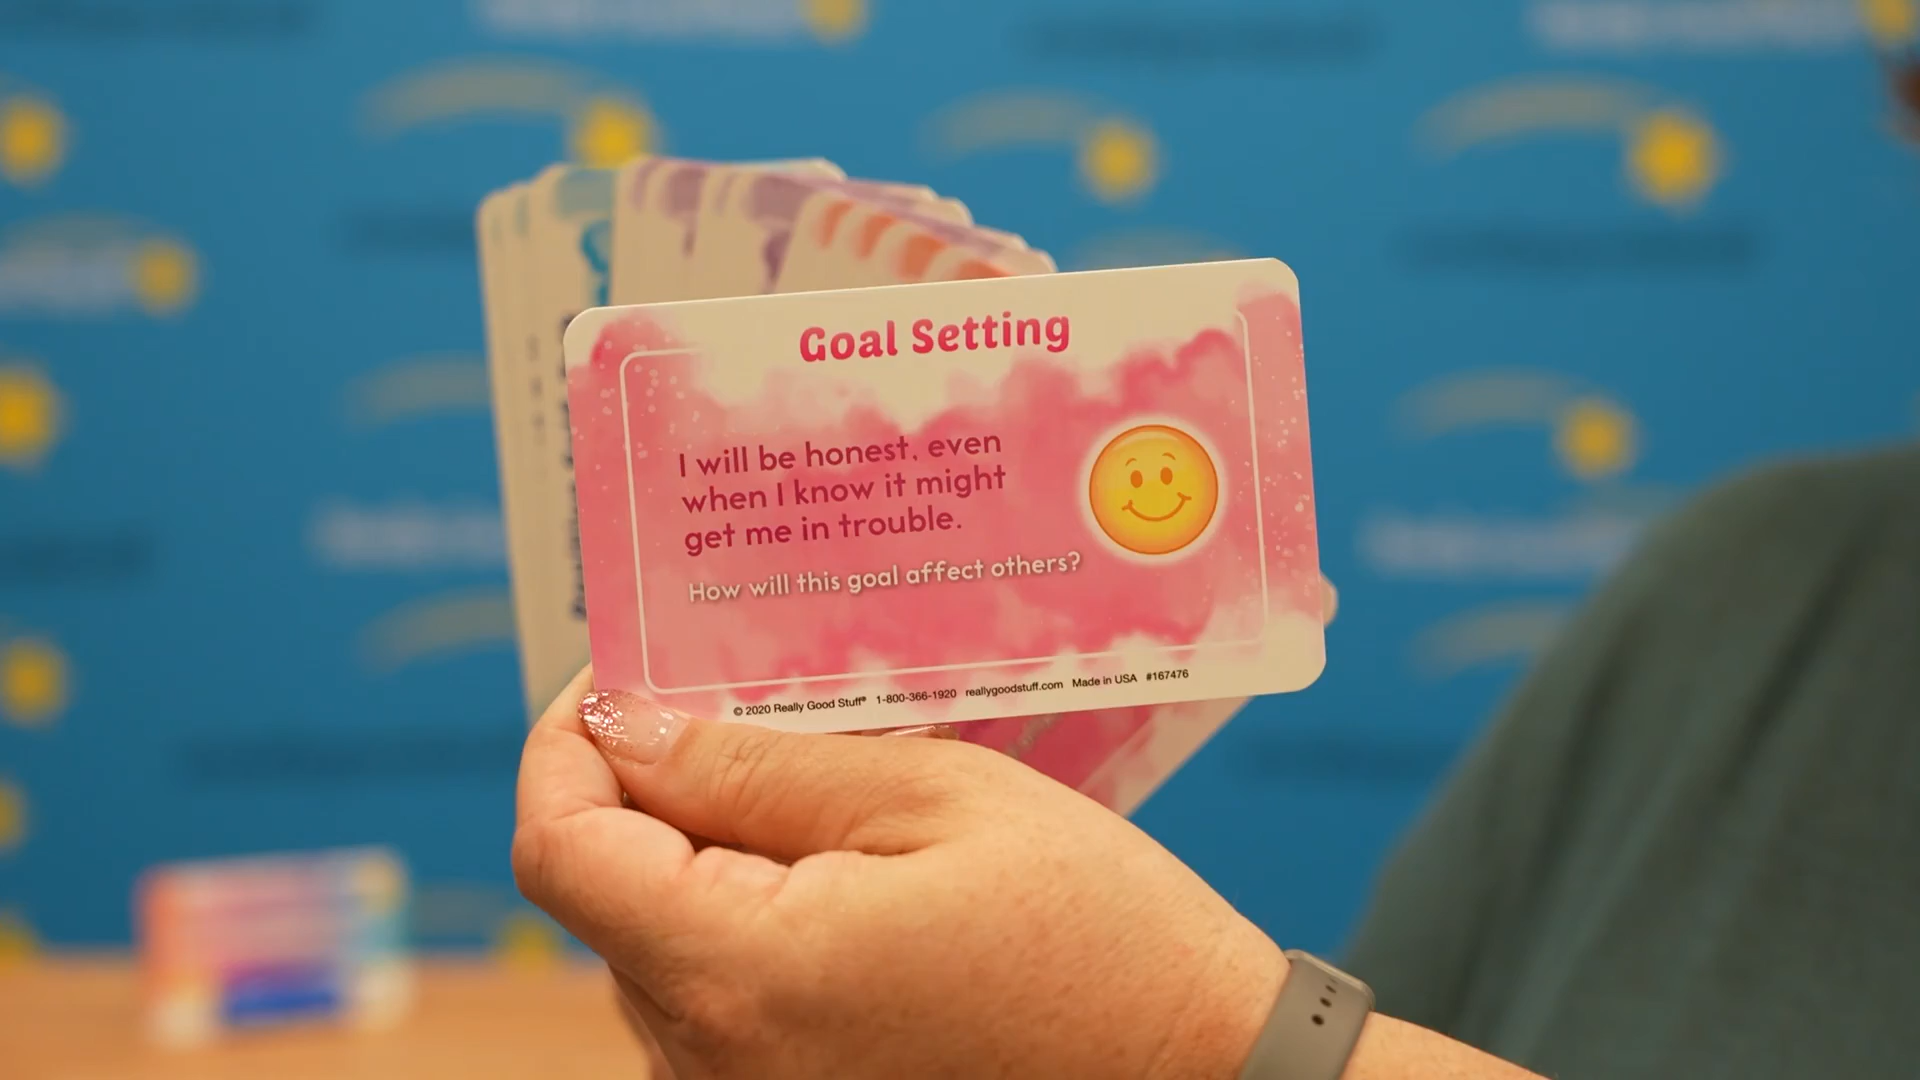 Goal Setting
I will be honest, even
when I know it might
get me in trouble.
How will this goal affect others?
© 2020 Really Good Stuff® 1-800-366-1920 reallygoodstuff.com Made in USA #167476